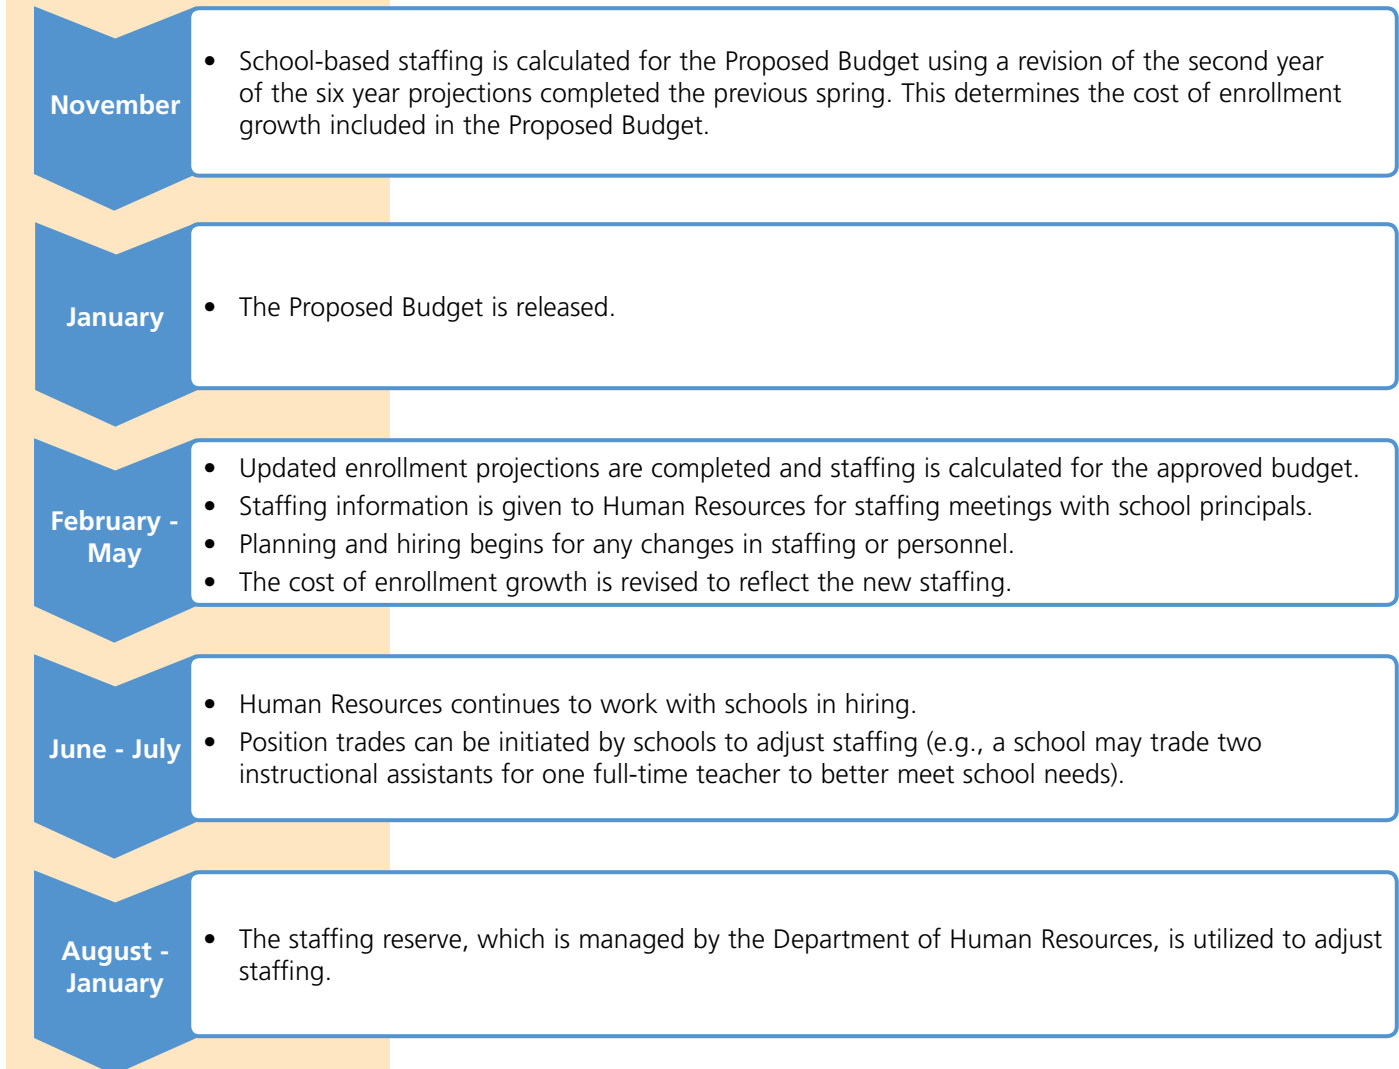 November
• School-based staffing is calculated for the Proposed Budget using a revision of the second year
of the six year projections completed the previous spring. This determines the cost of enrollment
growth included in the Proposed Budget.
January
• The Proposed Budget is released.
February -
May
• Updated enrollment projections are completed and staffing is calculated for the approved budget.
• Staffing information is given to Human Resources for staffing meetings with school principals.
• Planning and hiring begins for any changes in staffing or personnel.
• The cost of enrollment growth is revised to reflect the new staffing.
June - July
• Human Resources continues to work with schools in hiring.
• Position trades can be initiated by schools to adjust staffing (e.g., a school may trade two
instructional assistants for one full-time teacher to better meet school needs).
August -
January
• The staffing reserve, which is managed by the Department of Human Resources, is utilized to adjust
staffing.